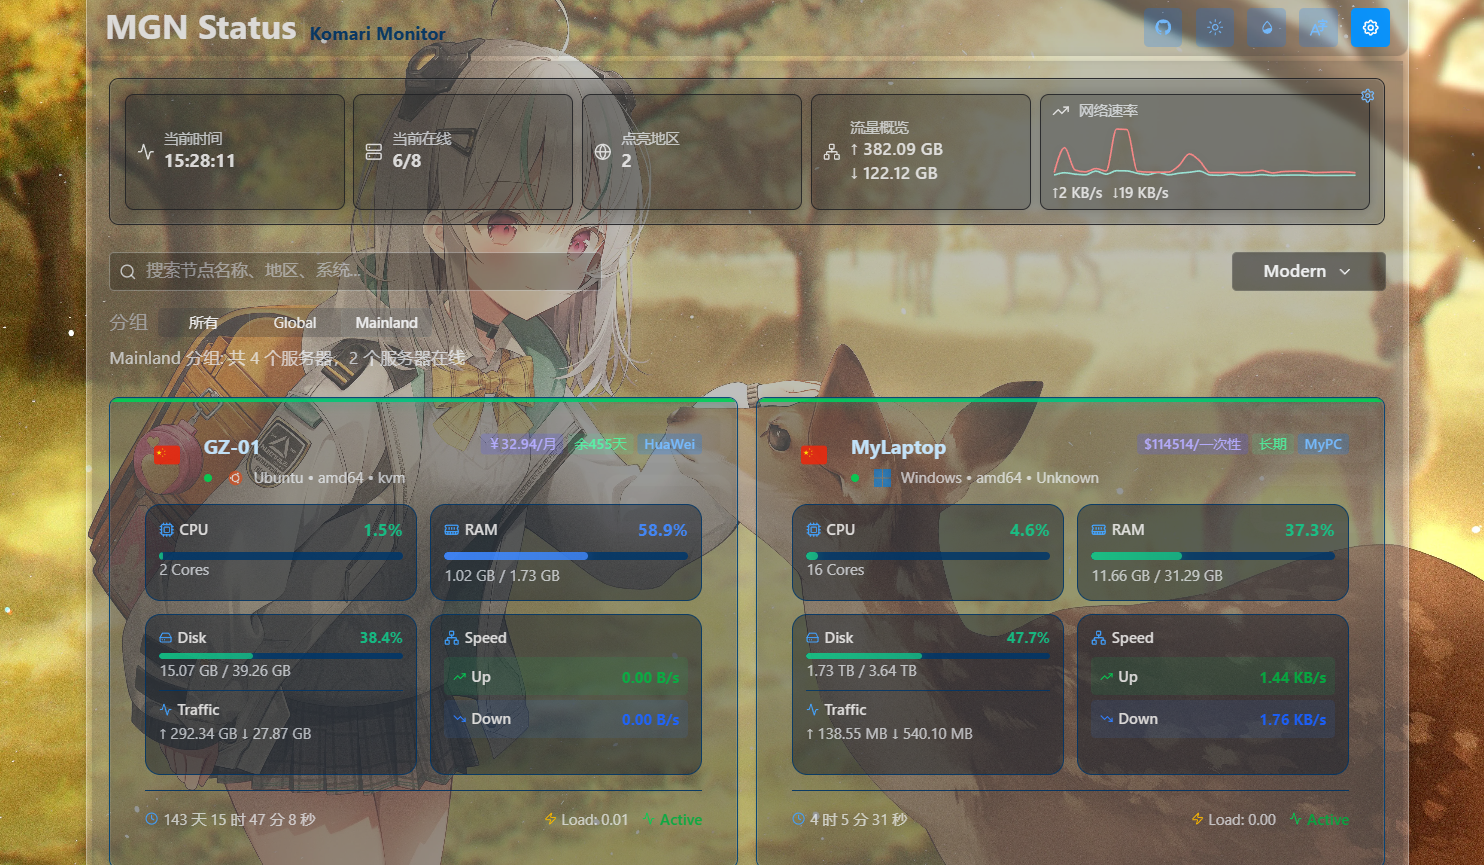 MGN Status Komari Monitor
当前时间
15:28:11
当前在线
6/8
点亮地区
2
流量概览
↑ 382.09 GB
↓ 122.12 GB
网络速率
↑2 KB/s ↓19 KB/s
搜索节点名称、地区、系统...
Modern
分组 所有 Global Mainland
Mainland 分组: 共 4 个服务器，2 个服务器在线
GZ-01 ¥32.94/月 余455天 HuaWei
Ubuntu • amd64 • kvm
CPU 1.5%
2 Cores
RAM 58.9%
1.02 GB / 1.73 GB
Disk 38.4%
15.07 GB / 39.26 GB
Traffic
↑ 292.34 GB ↓ 27.87 GB
Speed
Up 0.00 B/s
Down 0.00 B/s
143 天 15 时 47 分 8 秒 Load: 0.01 Active
MyLaptop $114514/一次性 长期 MyPC
Windows • amd64 • Unknown
CPU 4.6%
16 Cores
RAM 37.3%
11.66 GB / 31.29 GB
Disk 47.7%
1.73 TB / 3.64 TB
Traffic
↑ 138.55 MB ↓ 540.10 MB
Speed
Up 1.44 KB/s
Down 1.76 KB/s
4 时 5 分 31 秒 Load: 0.00 Active